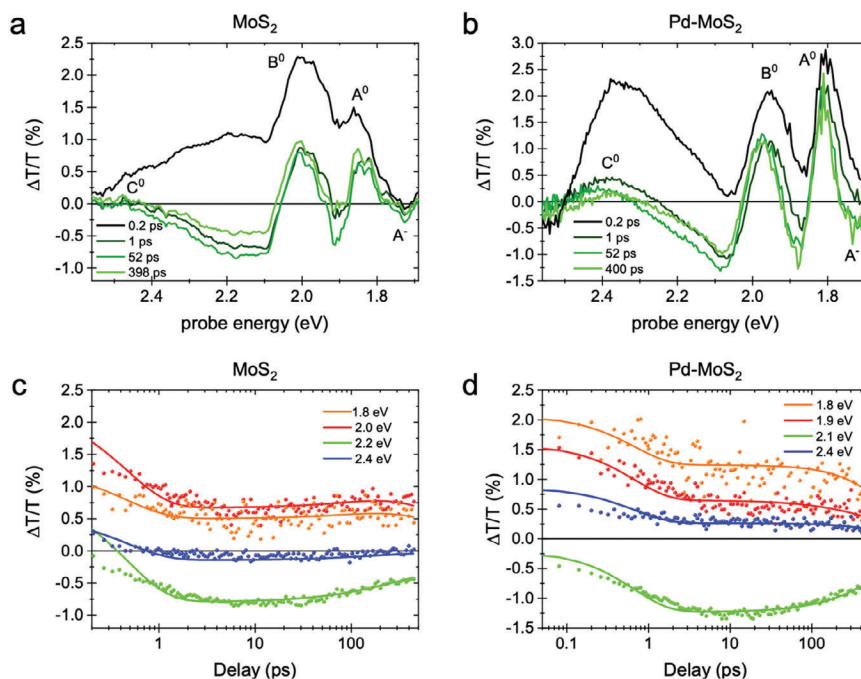 a
MoS2
2.5
2.0
1.5
1.0
0.5
0.0
-0.5
-1.0
ΔT/T (%)
B0
A0
C0
A-
0.2 ps
1 ps
52 ps
398 ps
2.4
2.2
2.0
1.8
probe energy (eV)
b
Pd-MoS2
3.0
2.5
2.0
1.5
1.0
0.5
0.0
-0.5
-1.0
-1.5
ΔT/T (%)
A0
B0
C0
A-
0.2 ps
1 ps
52 ps
400 ps
2.4
2.2
2.0
1.8
probe energy (eV)
c
MoS2
2.5
2.0
1.5
1.0
0.5
0.0
-0.5
-1.0
ΔT/T (%)
1.8 eV
2.0 eV
2.2 eV
2.4 eV
1
10
100
Delay (ps)
d
Pd-MoS2
2.5
2.0
1.5
1.0
0.5
0.0
-0.5
-1.0
-1.5
ΔT/T (%)
1.8 eV
1.9 eV
2.1 eV
2.4 eV
0.1
1
10
100
Delay (ps)